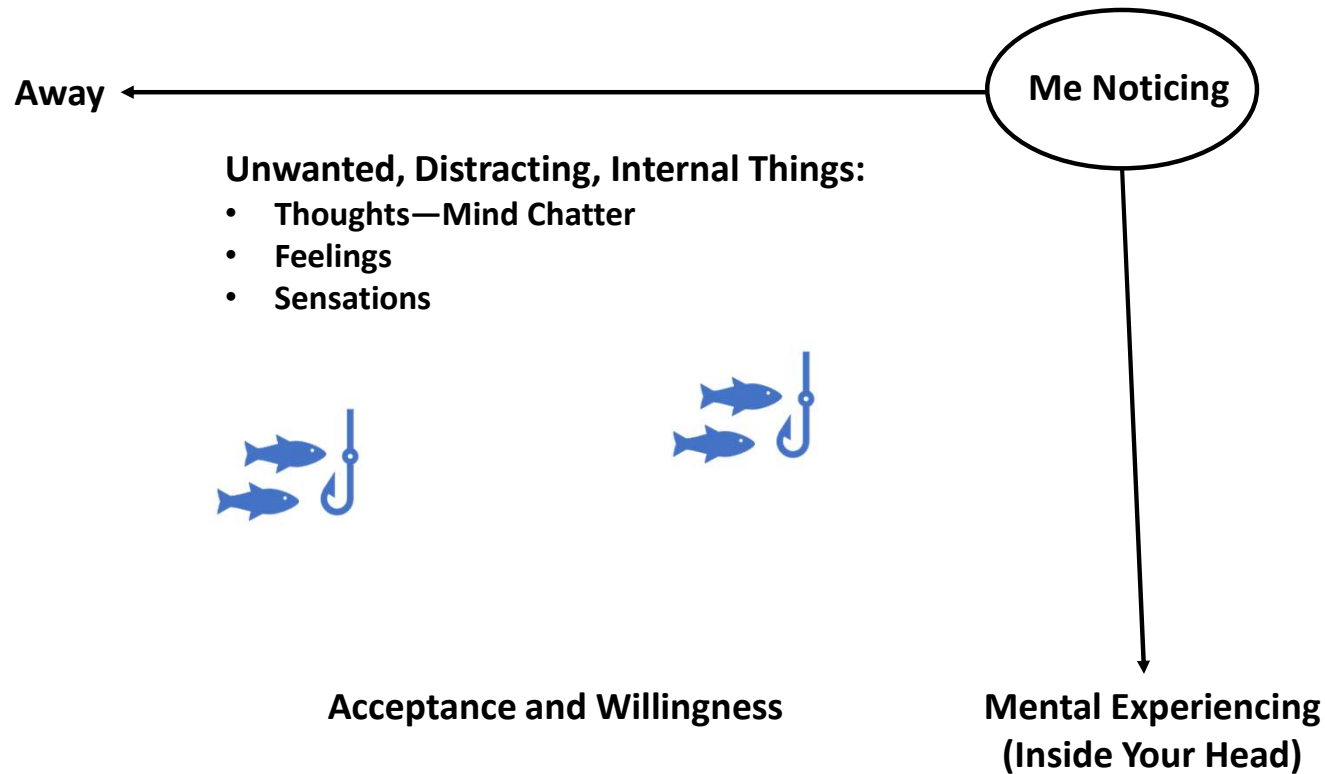 Me Noticing
Away
Unwanted, Distracting, Internal Things:
• Thoughts—Mind Chatter
• Feelings
• Sensations
Acceptance and Willingness
Mental Experiencing
(Inside Your Head)